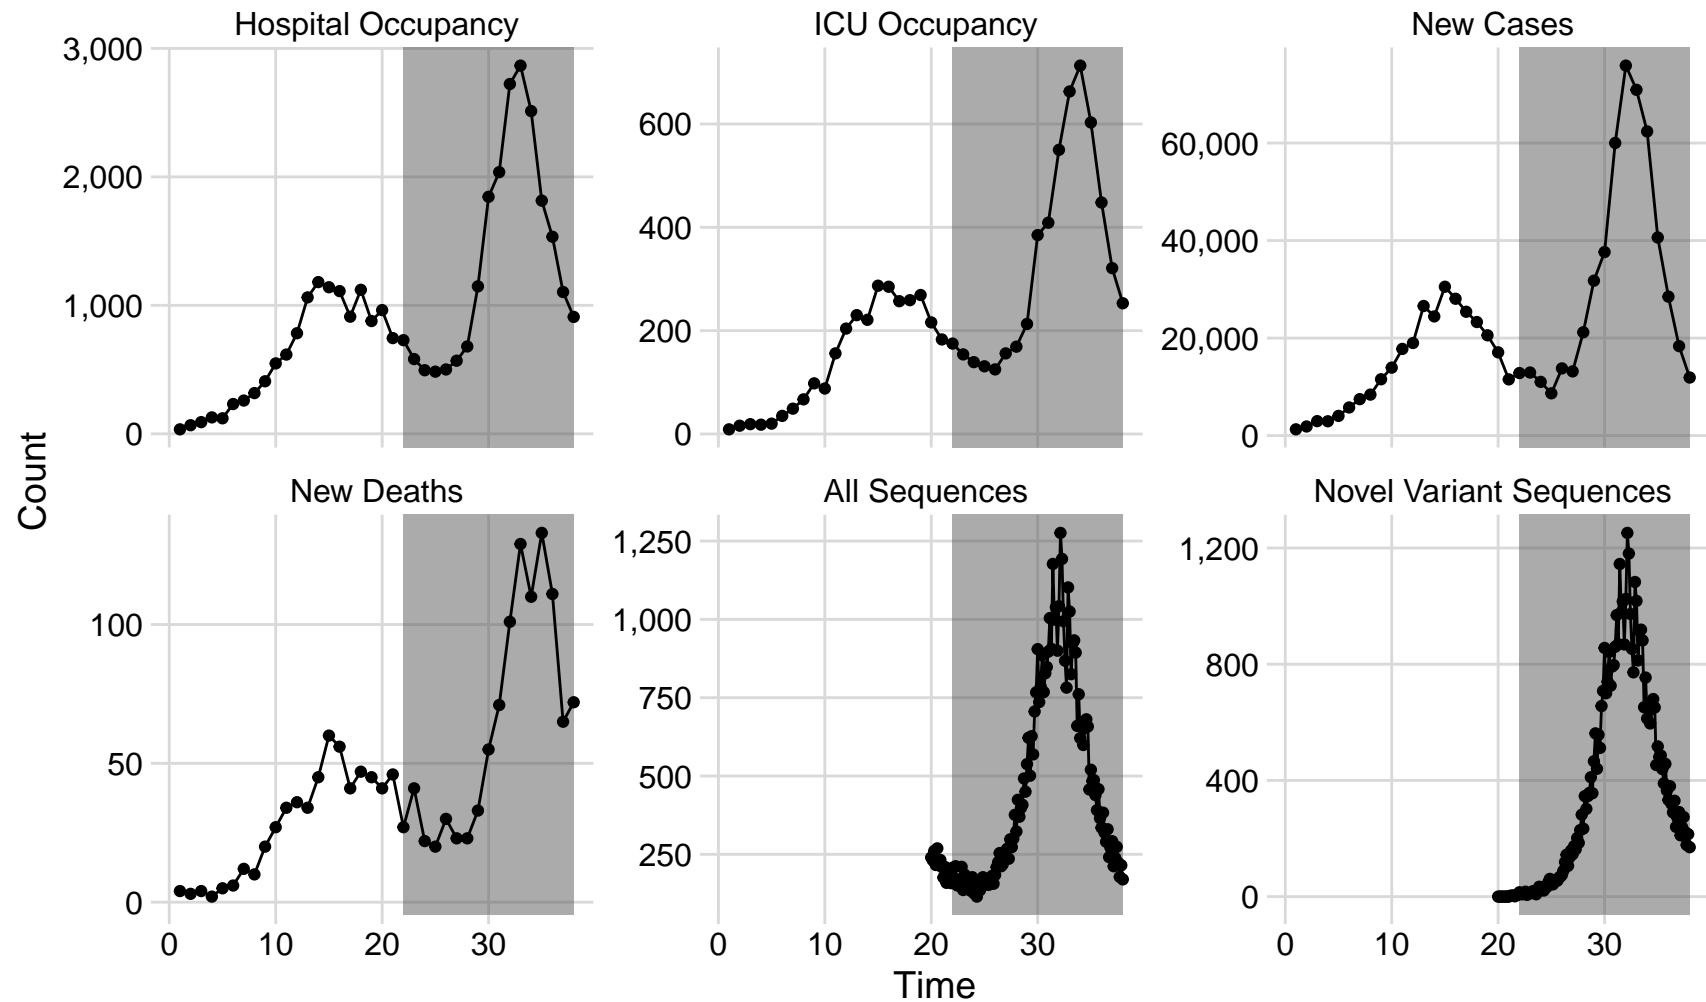 Hospital Occupancy
ICU Occupancy
New Cases
3,000
2,000
1,000
0
600
400
200
0
60,000
40,000
20,000
0
Count
New Deaths
All Sequences
Novel Variant Sequences
100
50
0
1,250
1,000
750
500
250
1,200
800
400
0
0 10 20 30
0 10 20 30
0 10 20 30
Time